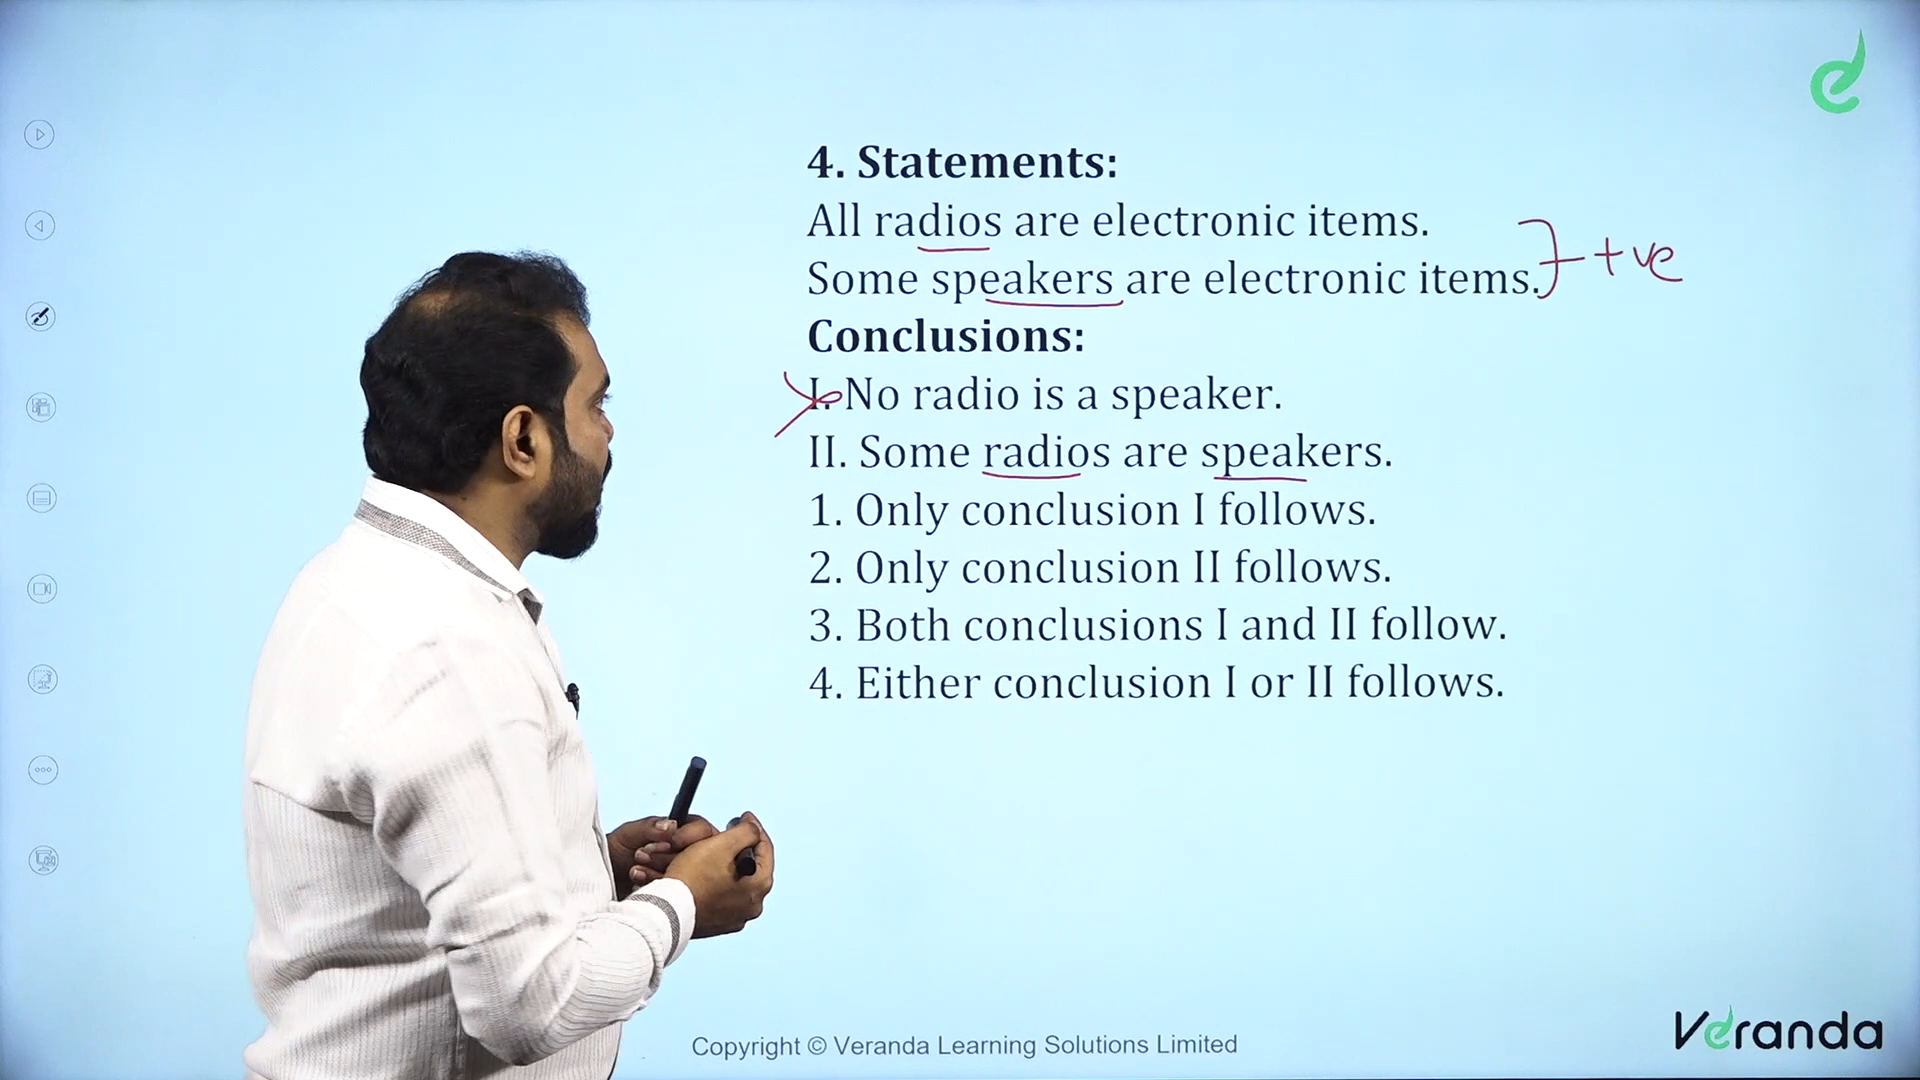 4. Statements:
All radios are electronic items.
Some speakers are electronic items.
+ve
Conclusions:
I. No radio is a speaker.
II. Some radios are speakers.
1. Only conclusion I follows.
2. Only conclusion II follows.
3. Both conclusions I and II follow.
4. Either conclusion I or II follows.
Copyright © Veranda Learning Solutions Limited
Veranda